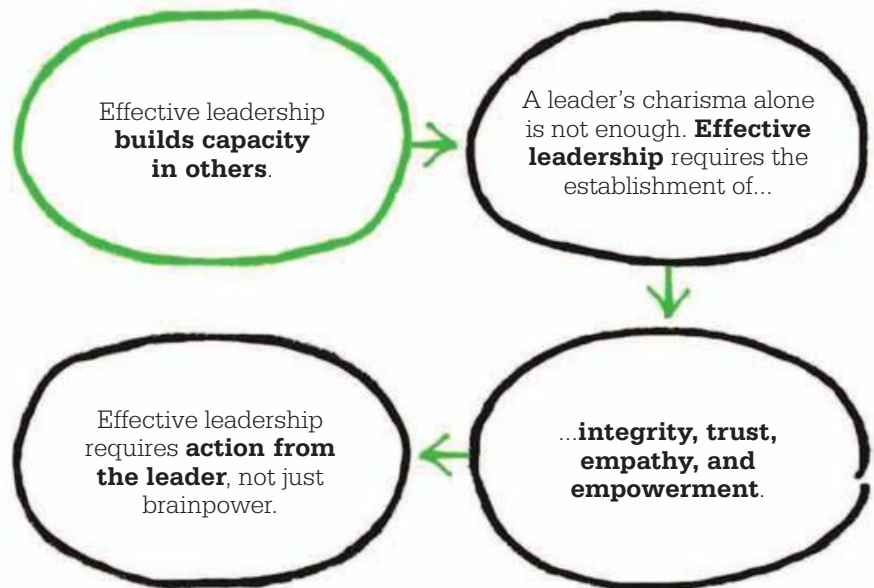 Effective leadership
builds capacity
in others.
A leader’s charisma alone
is not enough. Effective
leadership requires the
establishment of...
...integrity, trust,
empathy, and
empowerment.
Effective leadership
requires action from
the leader, not just
brainpower.